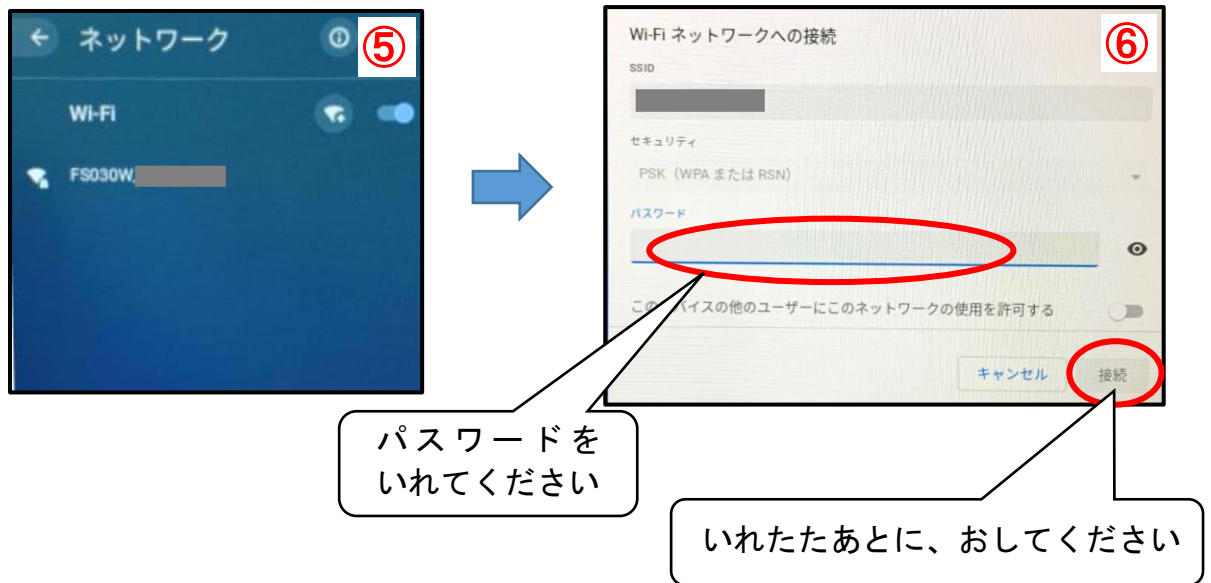 ネットワーク
⑤
Wi-Fi
FS030W
Wi-Fi ネットワークへの接続
⑥
SSID
セキュリティ
PSK（WPA または RSN）
パスワード
このバイスの他のユーザーにこのネットワークの使用を許可する
キャンセル
接続
パスワードを
いれてください
いれたたあとに、おしてください